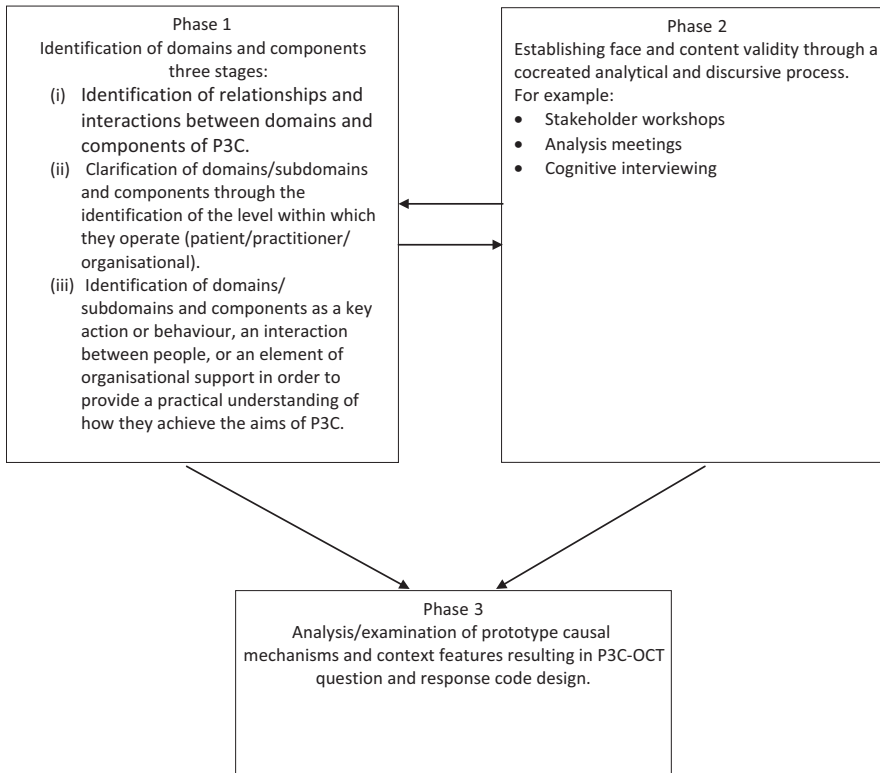 Phase 1
Identification of domains and components
three stages:
(i) Identification of relationships and
interactions between domains and
components of P3C.
(ii) Clarification of domains/subdomains
and components through the
identification of the level within which
they operate (patient/practitioner/
organisational).
(iii) Identification of domains/
subdomains and components as a key
action or behaviour, an interaction
between people, or an element of
organisational support in order to
provide a practical understanding of
how they achieve the aims of P3C.
Phase 2
Establishing face and content validity through a
cocreated analytical and discursive process.
For example:
• Stakeholder workshops
• Analysis meetings
• Cognitive interviewing
Phase 3
Analysis/examination of prototype causal
mechanisms and context features resulting in P3C-OCT
question and response code design.